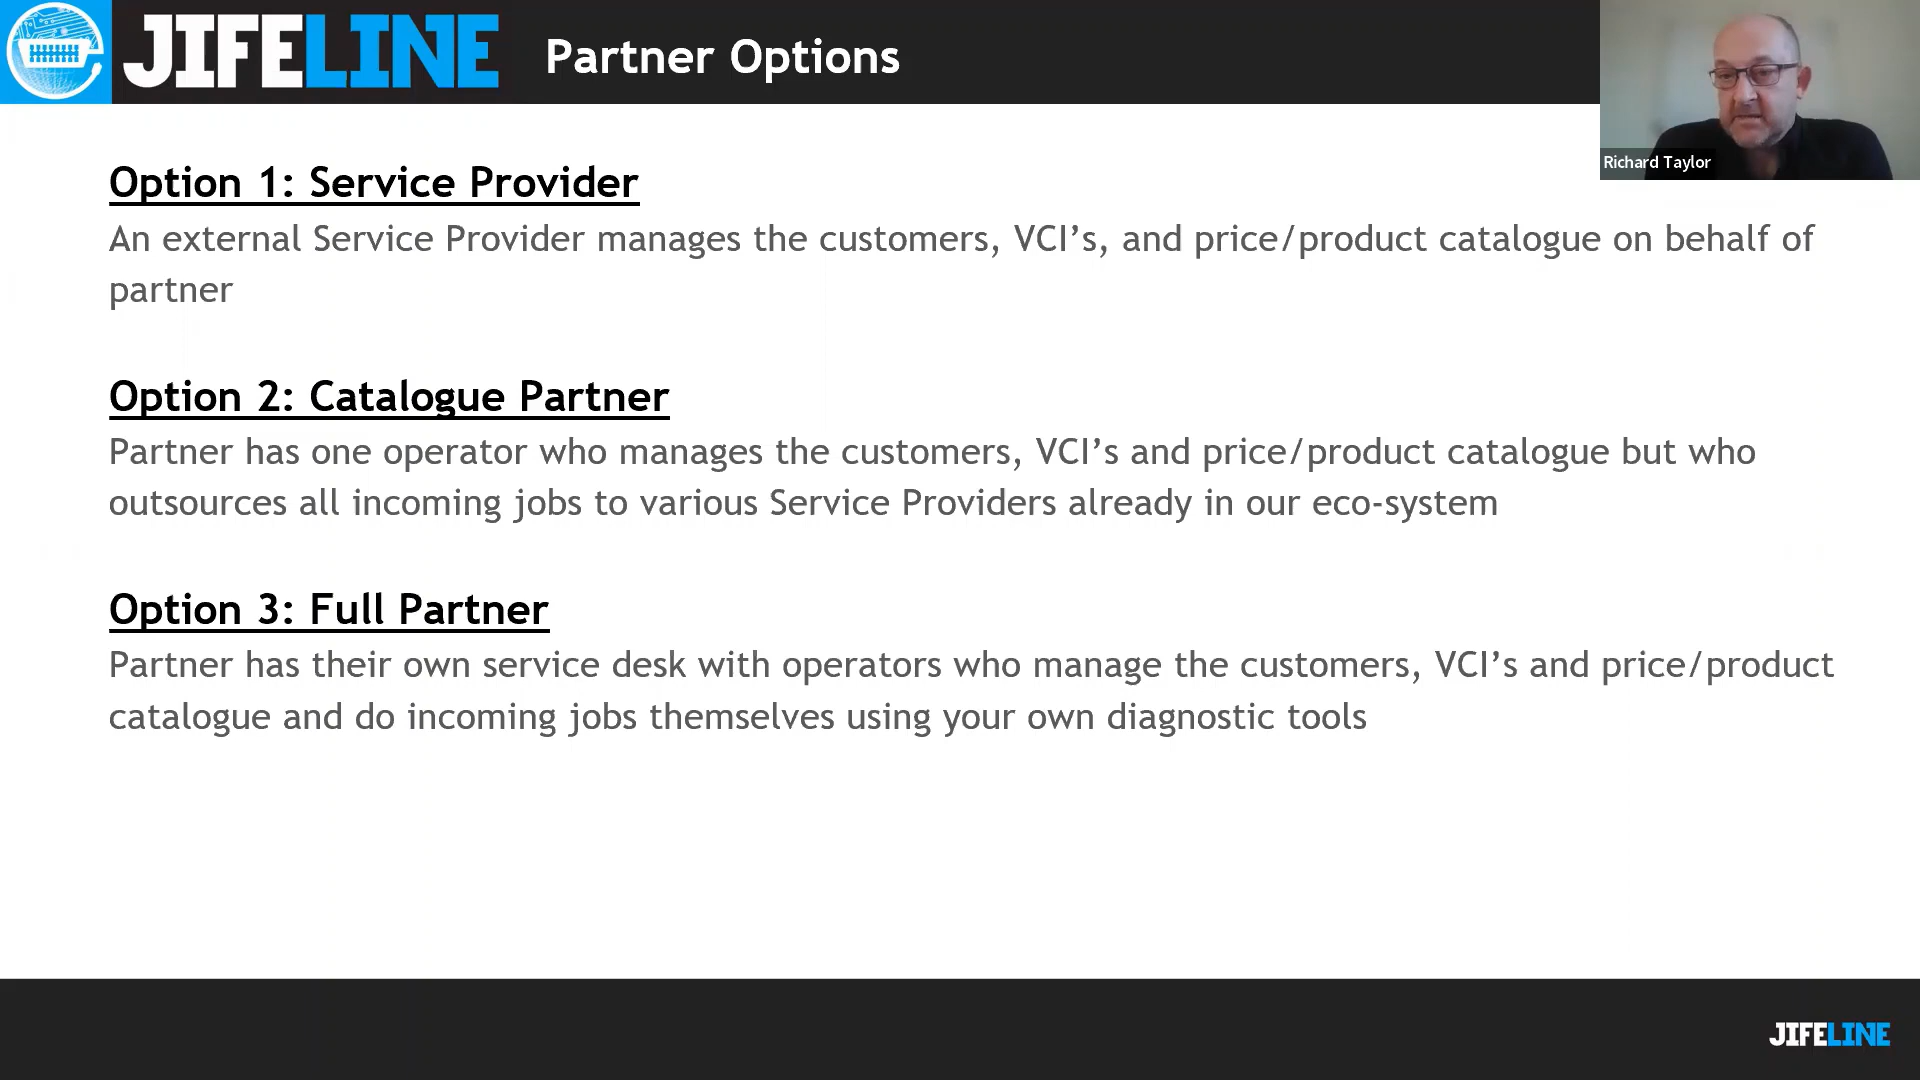 JIFELINE Partner Options
Richard Taylor
Option 1: Service Provider
An external Service Provider manages the customers, VCI’s, and price/product catalogue on behalf of
partner
Option 2: Catalogue Partner
Partner has one operator who manages the customers, VCI’s and price/product catalogue but who
outsources all incoming jobs to various Service Providers already in our eco-system
Option 3: Full Partner
Partner has their own service desk with operators who manage the customers, VCI’s and price/product
catalogue and do incoming jobs themselves using your own diagnostic tools
JIFELINE